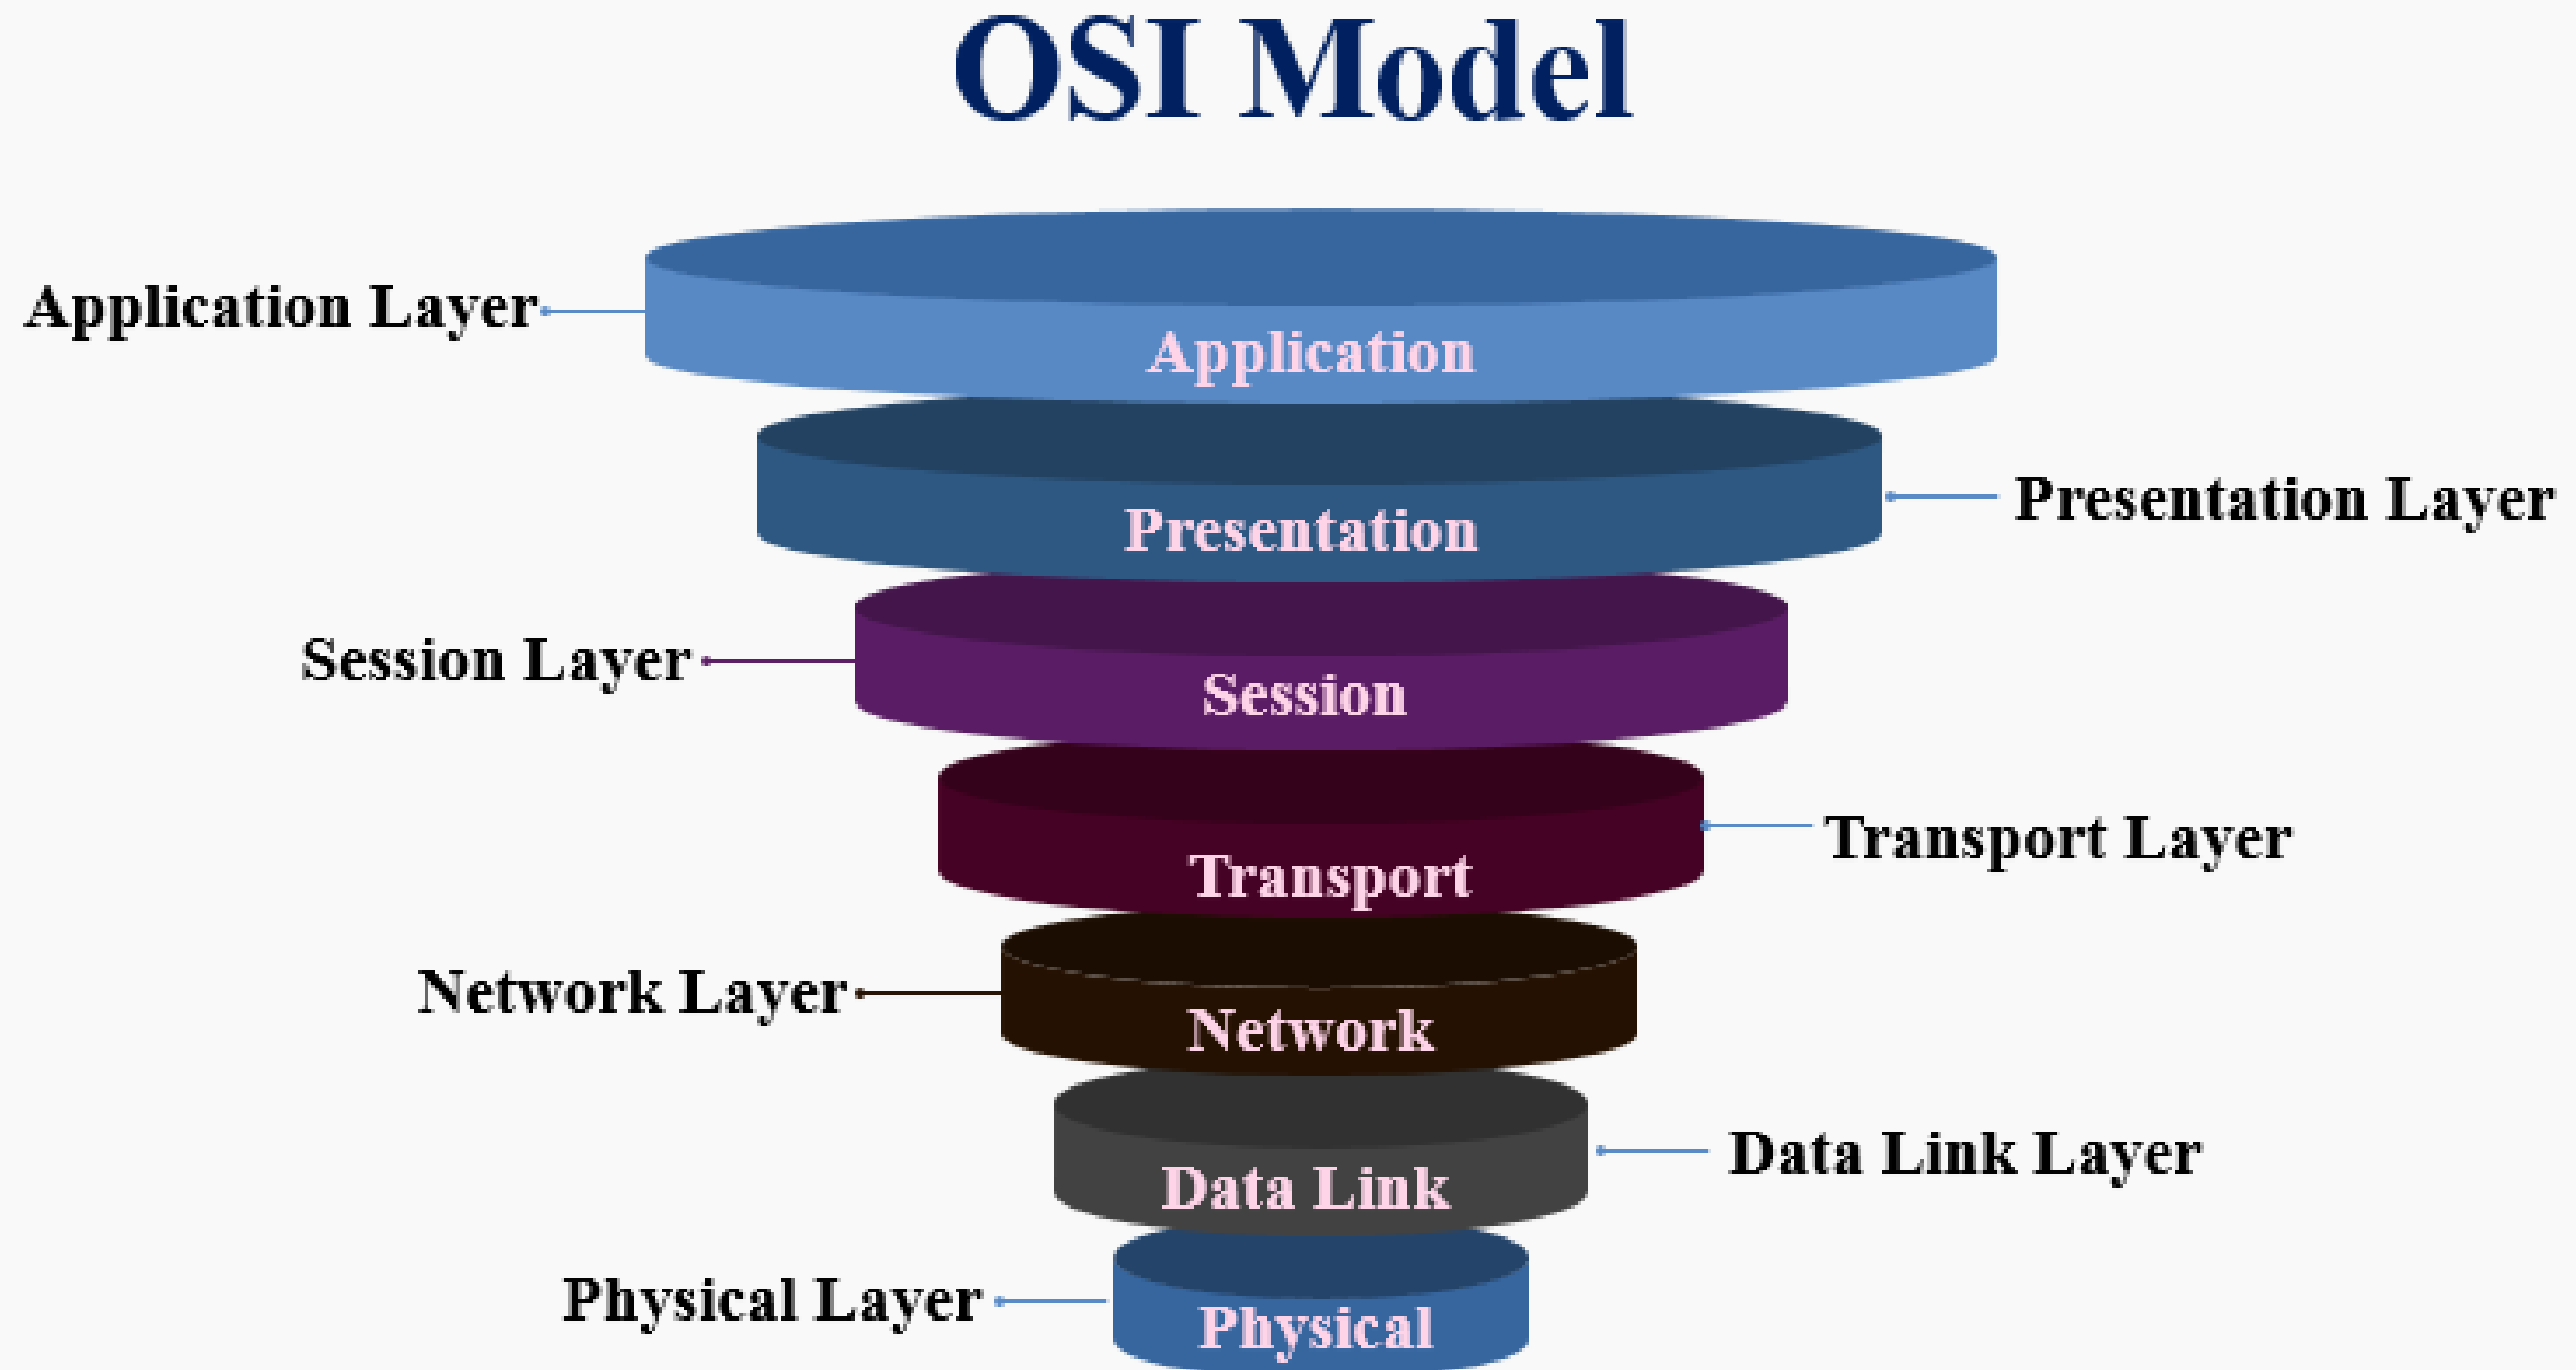 OSI Model
Application Layer
Application
Presentation
Presentation Layer
Session Layer
Session
Transport
Transport Layer
Network Layer
Network
Data Link
Data Link Layer
Physical Layer
Physical